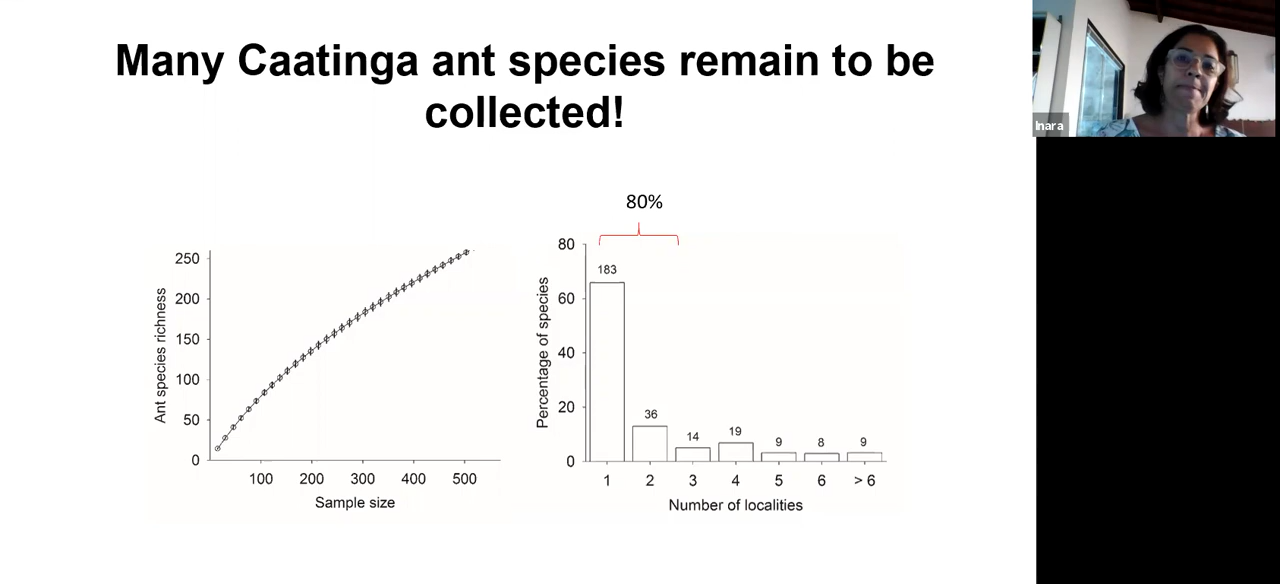 Many Caatinga ant species remain to be
collected!
Inara
80%
Ant species richness
250
200
150
100
50
0
100 200 300 400 500
Sample size
Percentage of species
80
60
40
20
0
183
36
14
19
9
8
9
1 2 3 4 5 6 > 6
Number of localities